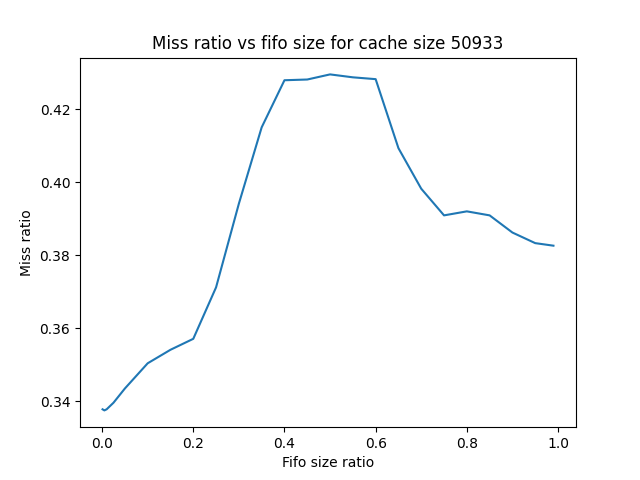 Miss ratio vs fifo size for cache size 50933
Miss ratio
0.42
0.40
0.38
0.36
0.34
0.0 0.2 0.4 0.6 0.8 1.0
Fifo size ratio